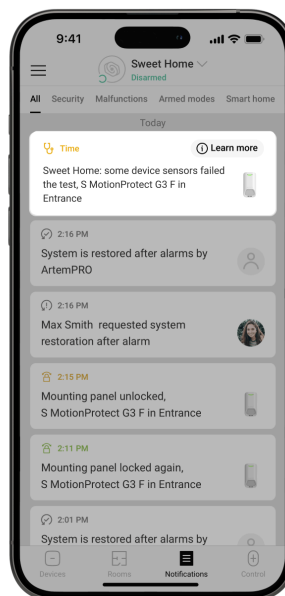 9:41
Sweet Home
Disarmed
All Security Malfunctions Armed modes Smart home
Today
Time
Learn more
Sweet Home: some device sensors failed
the test, S MotionProtect G3 F in
Entrance
2:16 PM
System is restored after alarms by
ArtemPRO
2:16 PM
Max Smith requested system
restoration after alarm
2:15 PM
Mounting panel unlocked,
S MotionProtect G3 F in Entrance
2:11 PM
Mounting panel locked again,
S MotionProtect G3 F in Entrance
2:01 PM
System is restored after alarms by
Devices Rooms Notifications Control